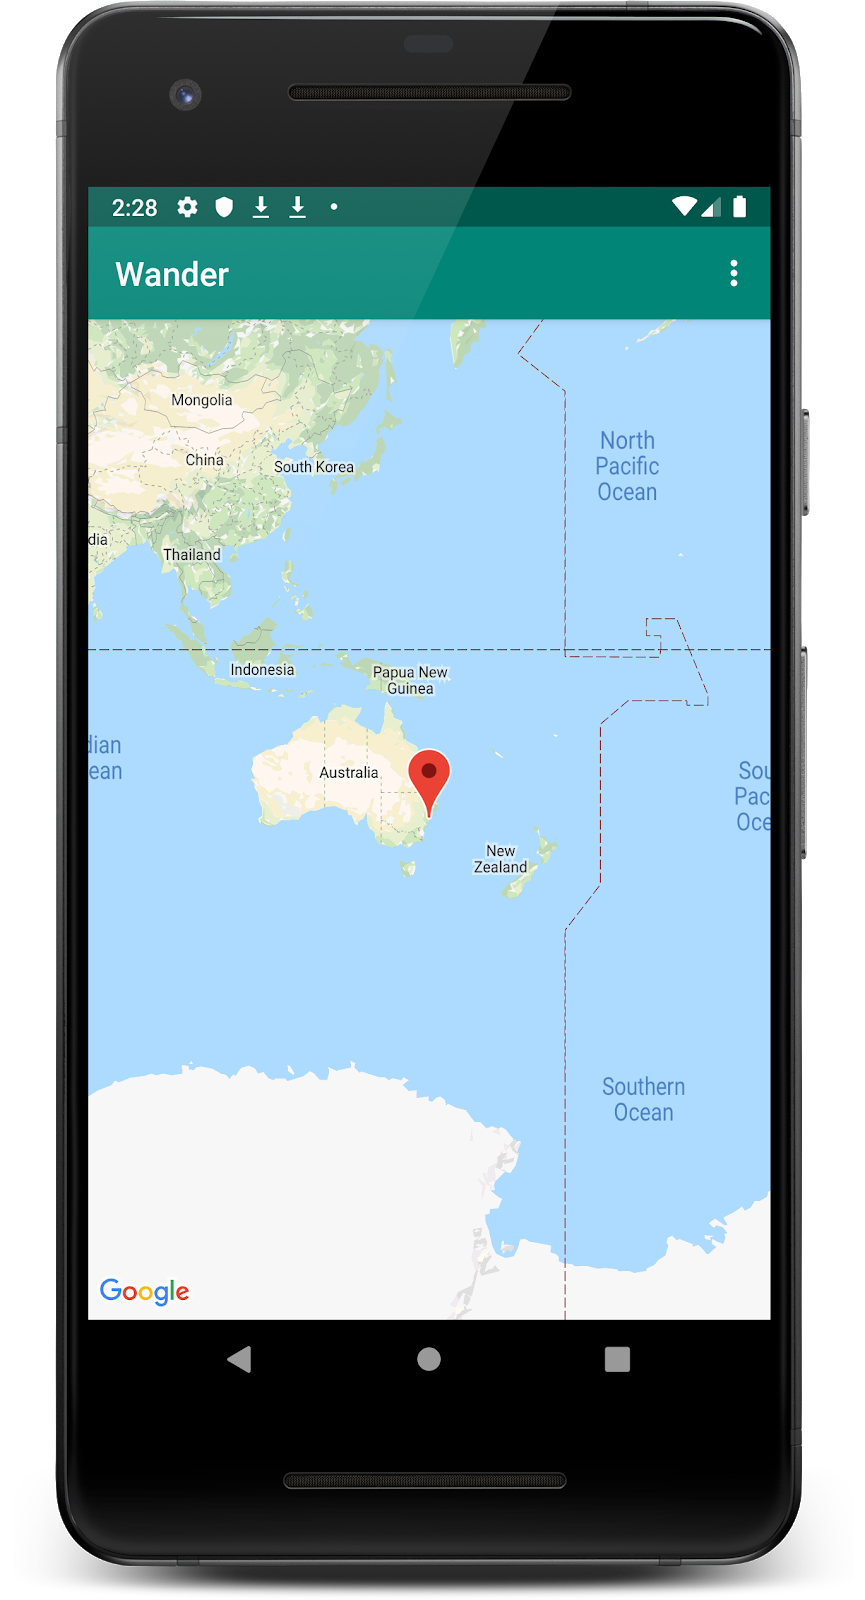 2:28
Wander
Mongolia
China
South Korea
North
Pacific
Ocean
dia
Thailand
Indonesia
Papua New
Guinea
dian
ean
Australia
Sou
Pac
Oce
New
Zealand
Southern
Ocean
Google